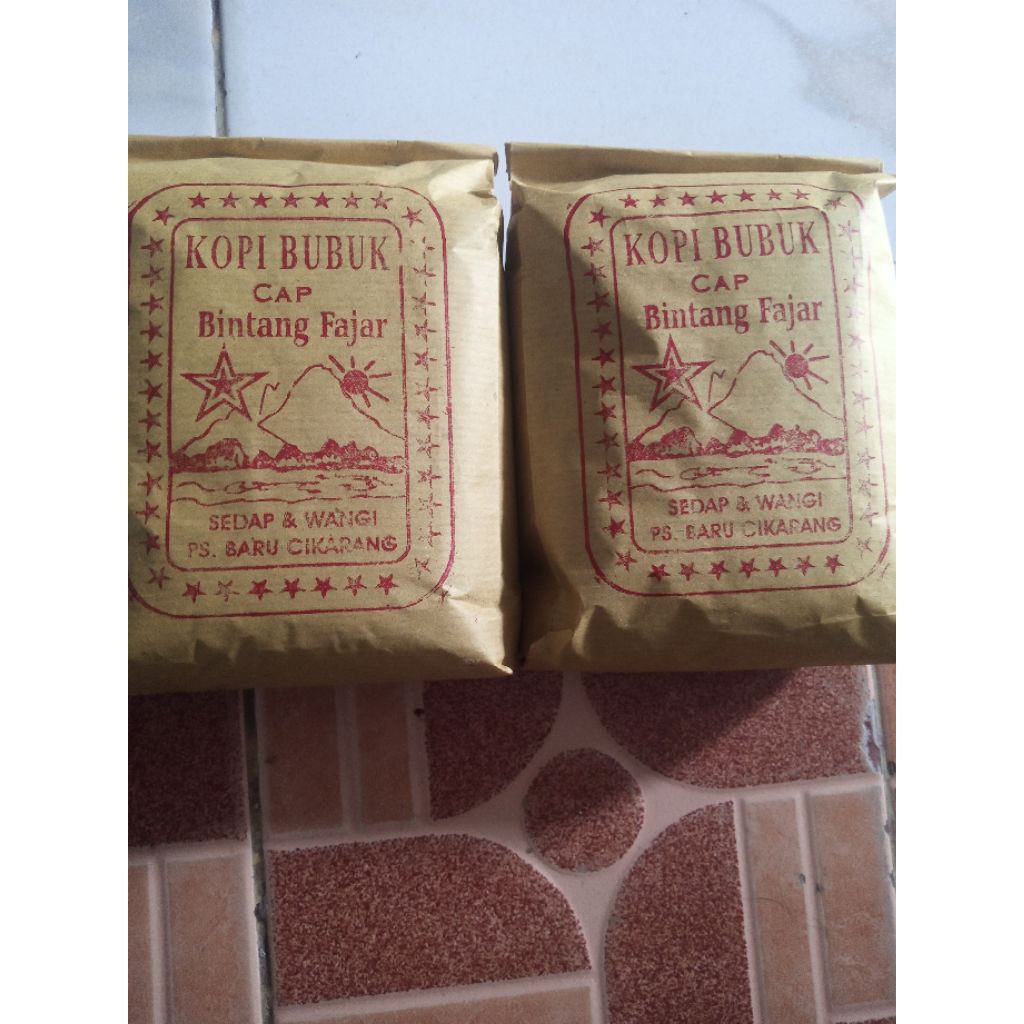 KOPI BUBUK
CAP
Bintang Fajar
SEDAP & WANGI
PS. BARU CIKARANG
KOPI BUBUK
CAP
Bintang Fajar
SEDAP & WANGI
PS. BARU CIKARANG